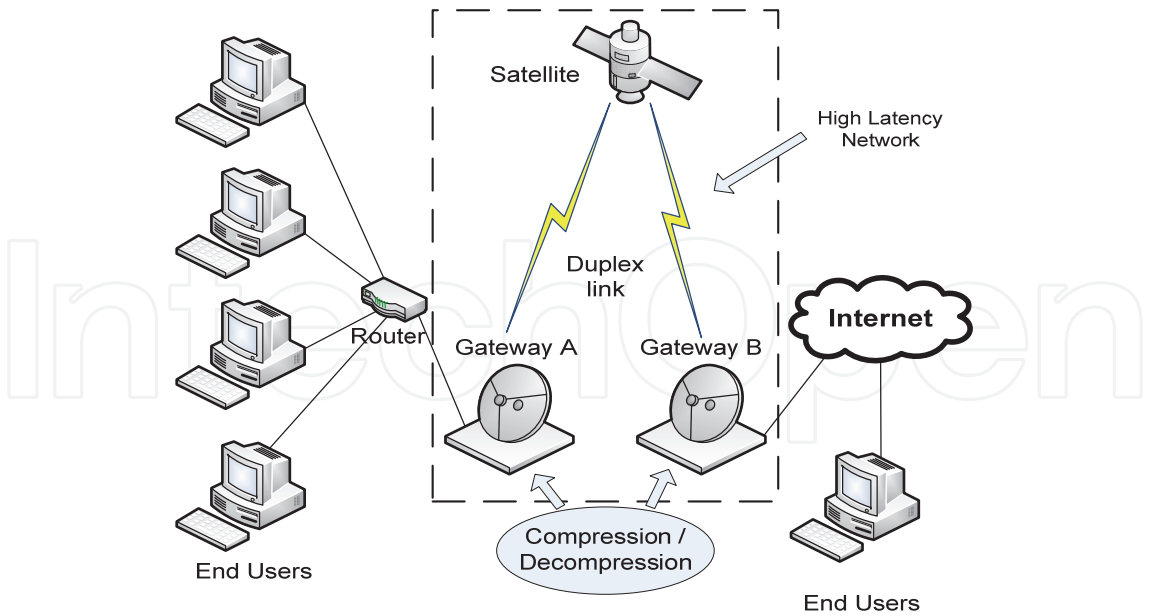 Satellite
High Latency
Network
Duplex
link
Internet
Router
Gateway A
Gateway B
Compression /
Decompression
End Users
End Users
IntechOpen